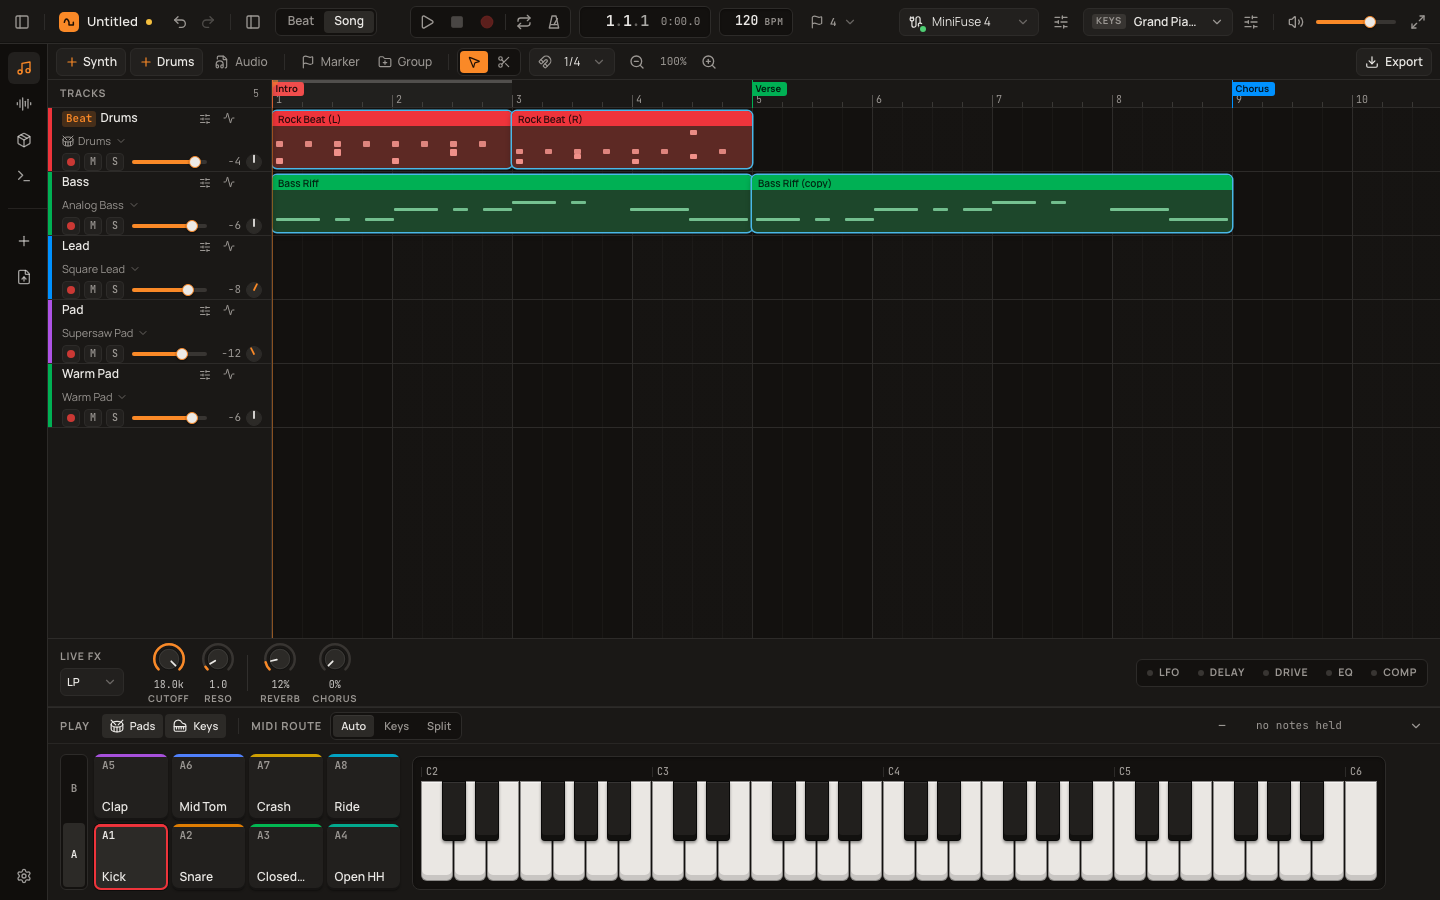 Untitled
Beat Song
1.1.1 0:00.0
120 BPM
4
MiniFuse 4
KEYS Grand Pia...
Synth
Drums
Audio
Marker
Group
1/4
100%
Export
TRACKS 5
Intro
Verse
Chorus
1 2 3 4 5 6 7 8 9 10
Beat Drums
Drums
M S -4
Rock Beat (L)
Rock Beat (R)
Bass
Analog Bass
M S -6
Bass Riff
Bass Riff (copy)
Lead
Square Lead
M S -8
Pad
Supersaw Pad
M S -12
Warm Pad
Warm Pad
M S -6
LIVE FX
LP
18.0k 1.0 12% 0%
CUTOFF RESO REVERB CHORUS
LFO DELAY DRIVE EQ COMP
PLAY Pads Keys MIDI ROUTE Auto Keys Split
— no notes held
B
A
A5 A6 A7 A8
Clap Mid Tom Crash Ride
A1 A2 A3 A4
Kick Snare Closed... Open HH
C2 C3 C4 C5 C6